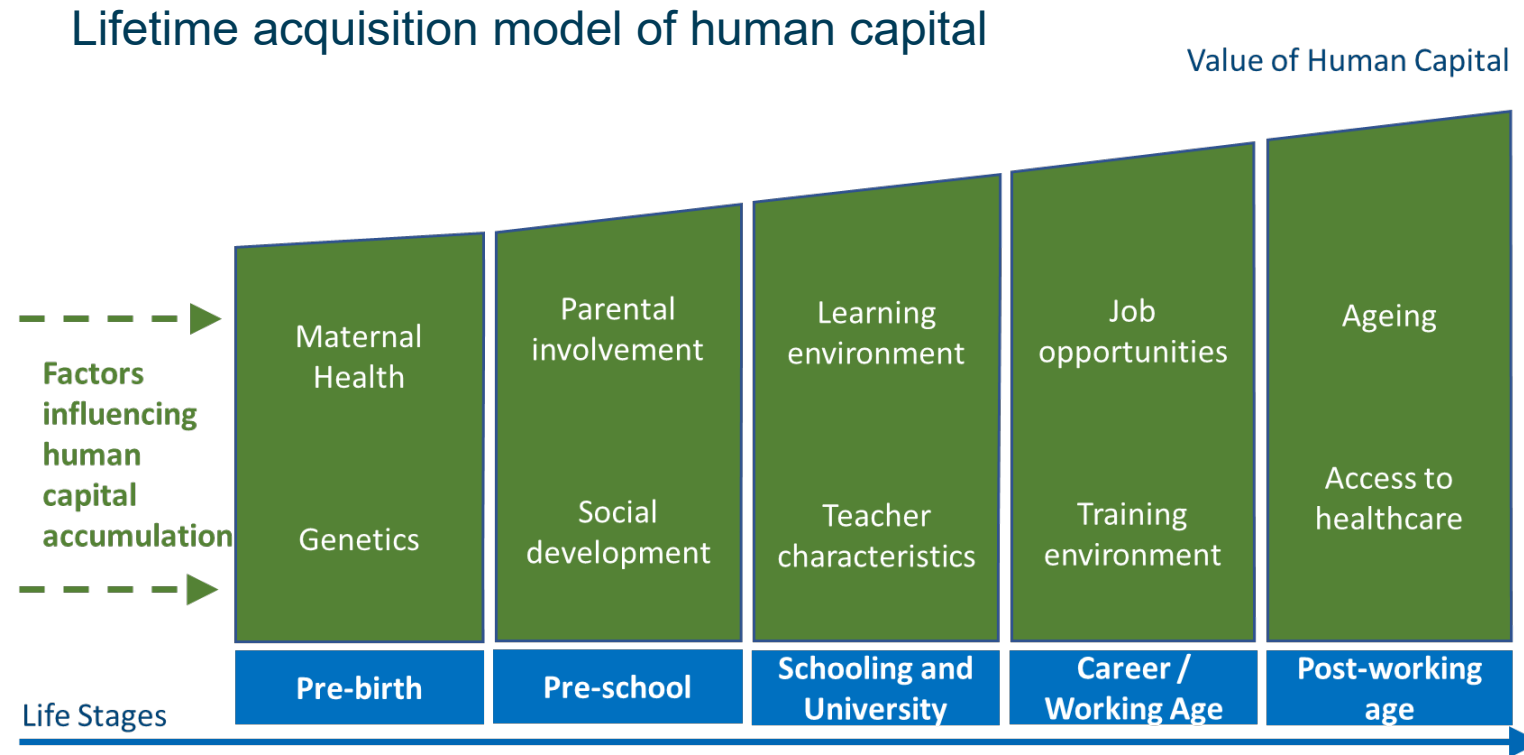 Lifetime acquisition model of human capital
Value of Human Capital
Factors
influencing
human
capital
accumulation
Maternal
Health
Genetics
Parental
involvement
Social
development
Learning
environment
Teacher
characteristics
Job
opportunities
Training
environment
Ageing
Access to
healthcare
Pre-birth
Pre-school
Schooling and
University
Career /
Working Age
Post-working
age
Life Stages